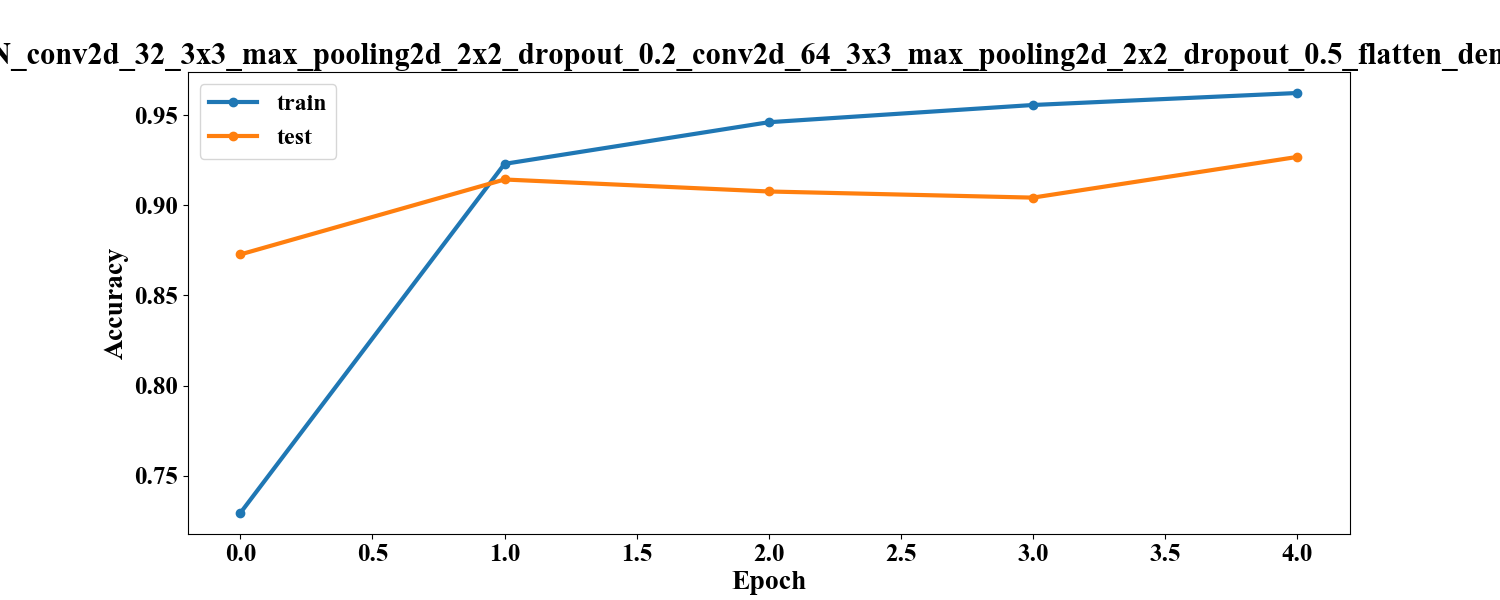 N_conv2d_32_3x3_max_pooling2d_2x2_dropout_0.2_conv2d_64_3x3_max_pooling2d_2x2_dropout_0.5_flatten_den
train
test
0.95
0.90
0.85
0.80
0.75
Accuracy
0.0 0.5 1.0 1.5 2.0 2.5 3.0 3.5 4.0
Epoch